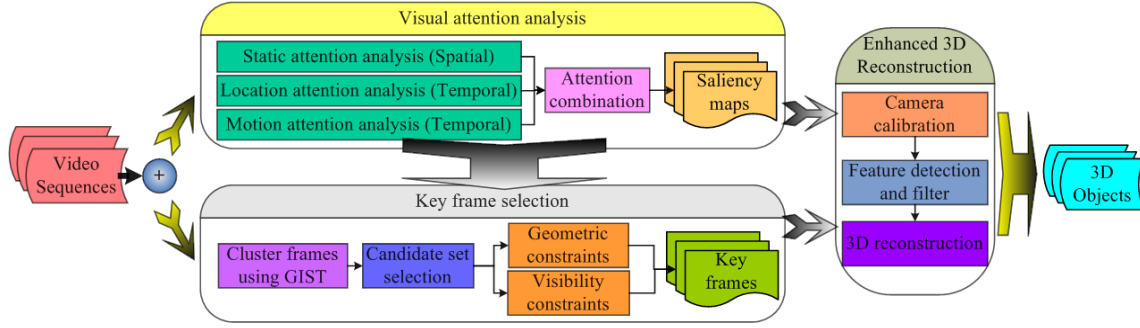 Visual attention analysis
Static attention analysis (Spatial)
Location attention analysis (Temporal)
Motion attention analysis (Temporal)
Attention
combination
Saliency
maps
Video
Sequences
+
Key frame selection
Cluster frames
using GIST
Candidate set
selection
Geometric
constraints
Visibility
constraints
Key
frames
Enhanced 3D
Reconstruction
Camera
calibration
Feature detection
and filter
3D reconstruction
3D
Objects